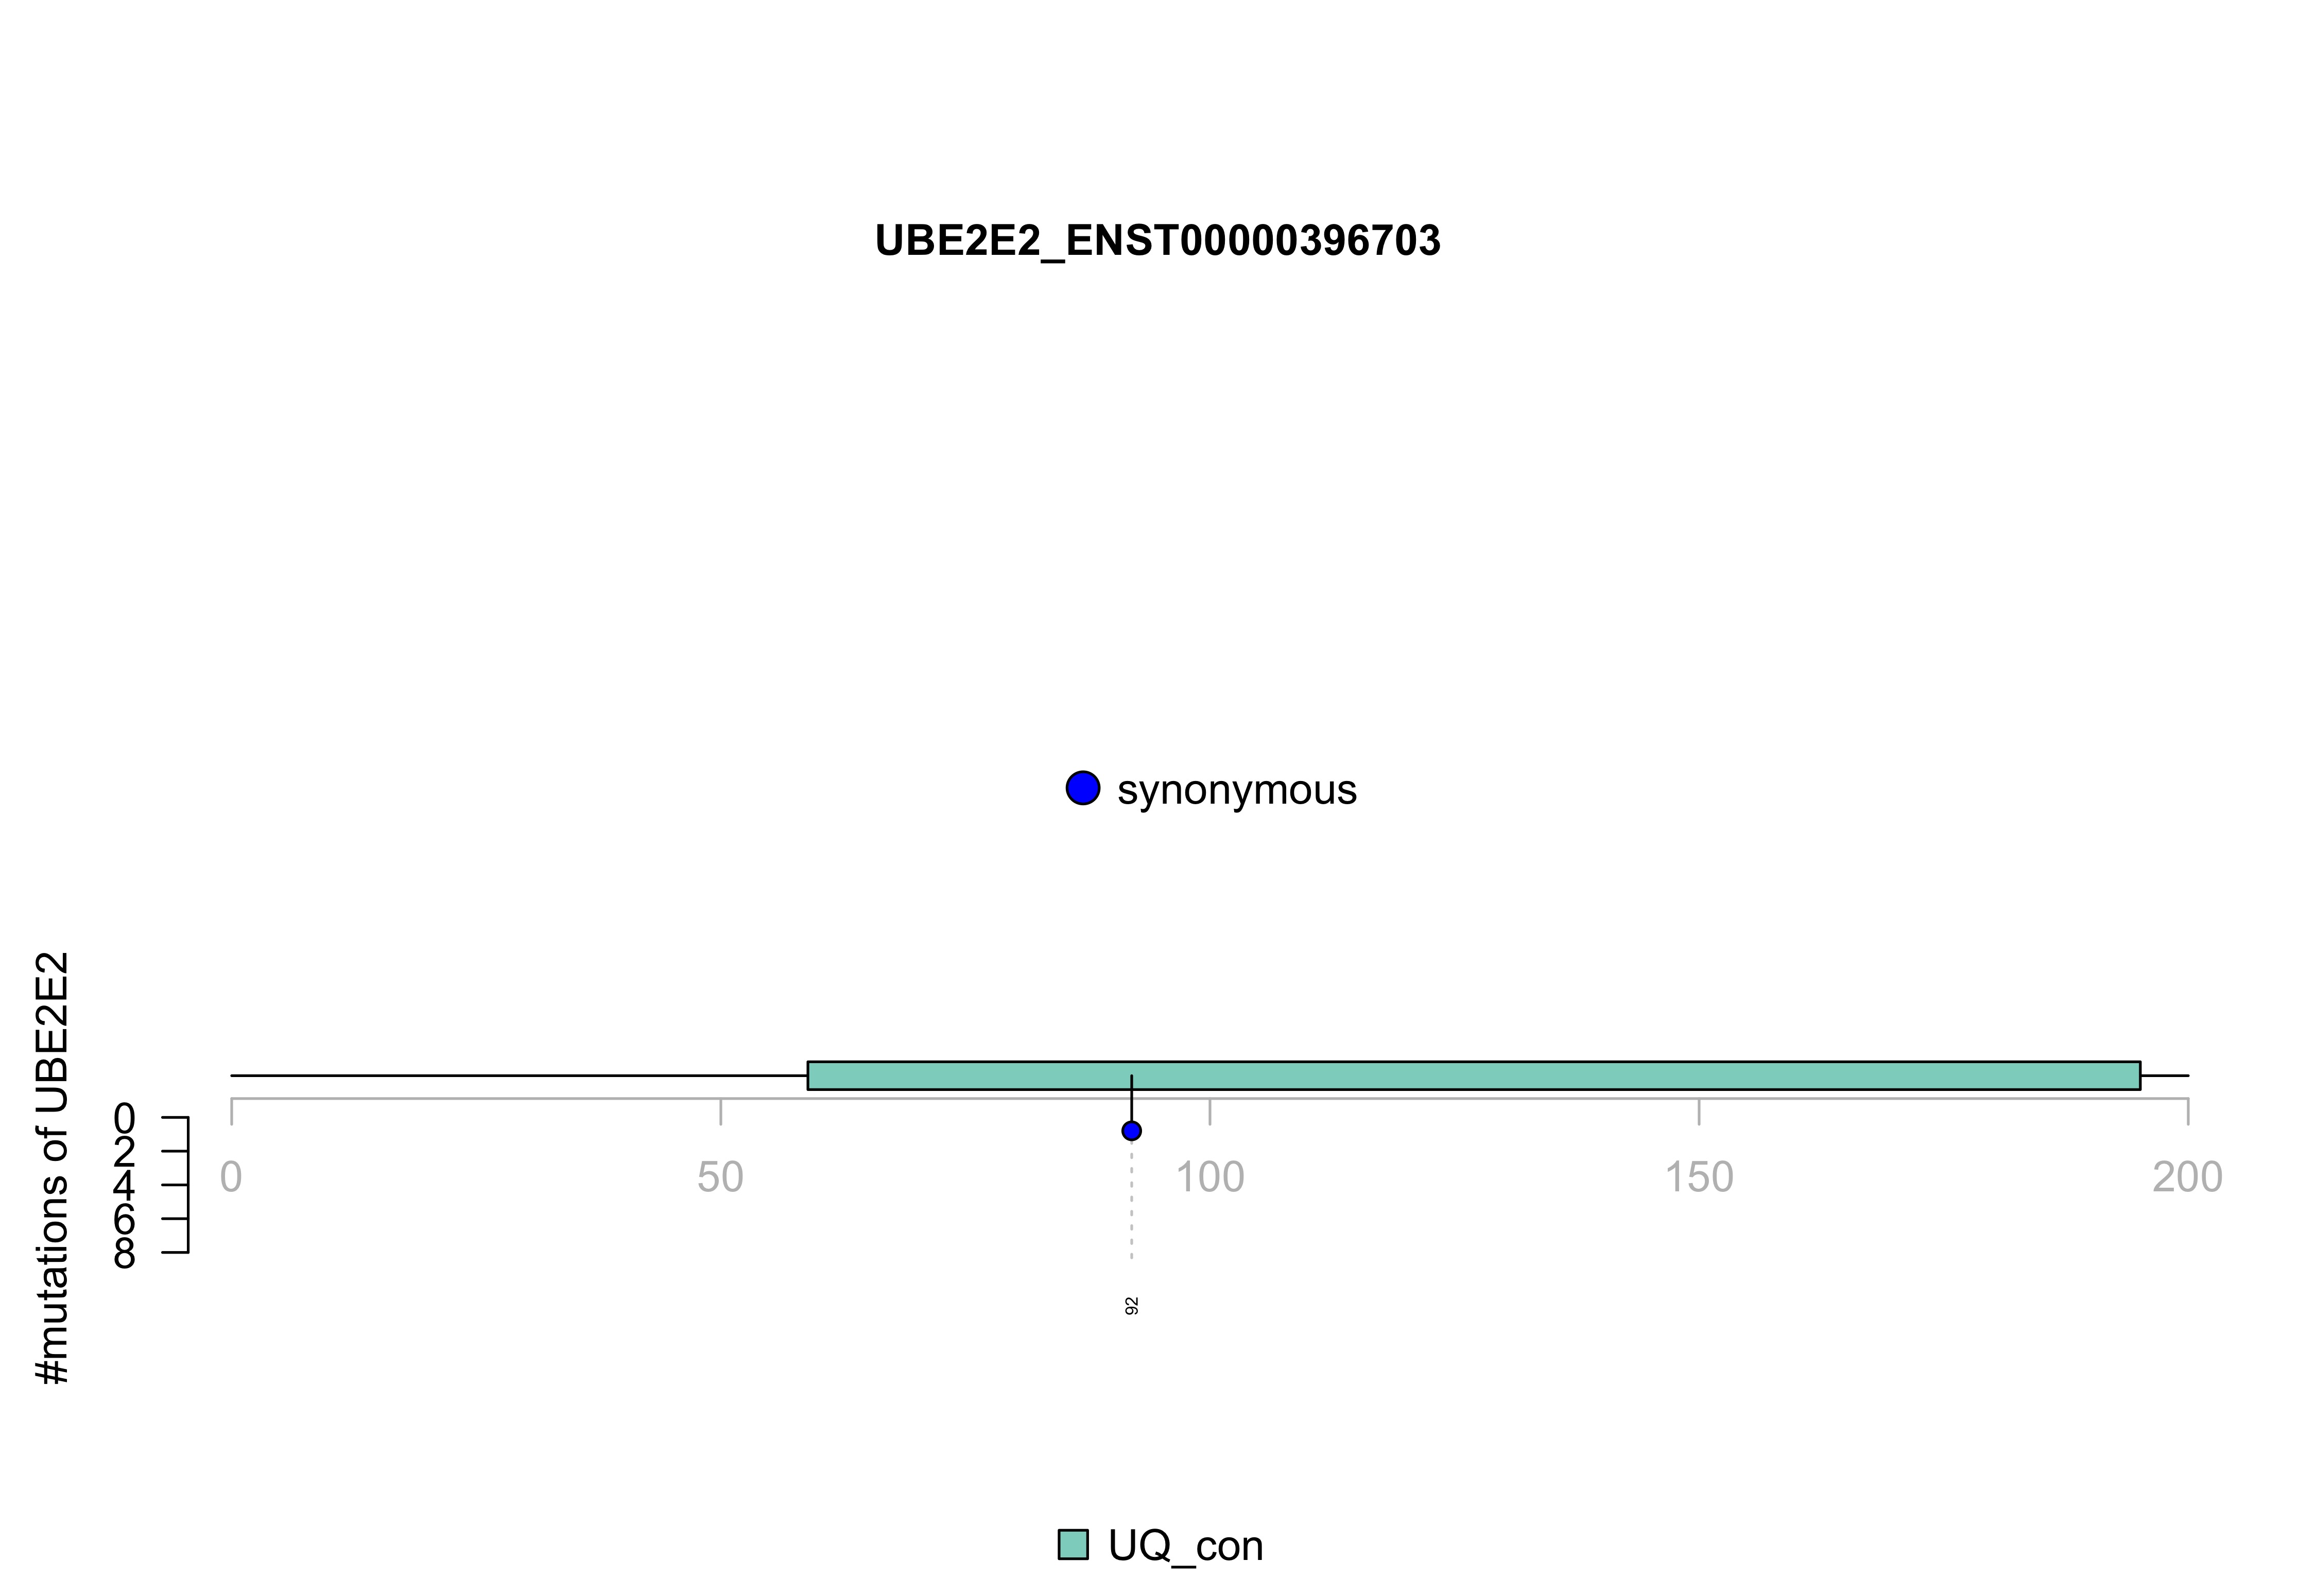 UBE2E2_ENST00000396703
synonymous
#mutations of UBE2E2
0
2
4
6
8
0 50 100 150 200
92
UQ_con